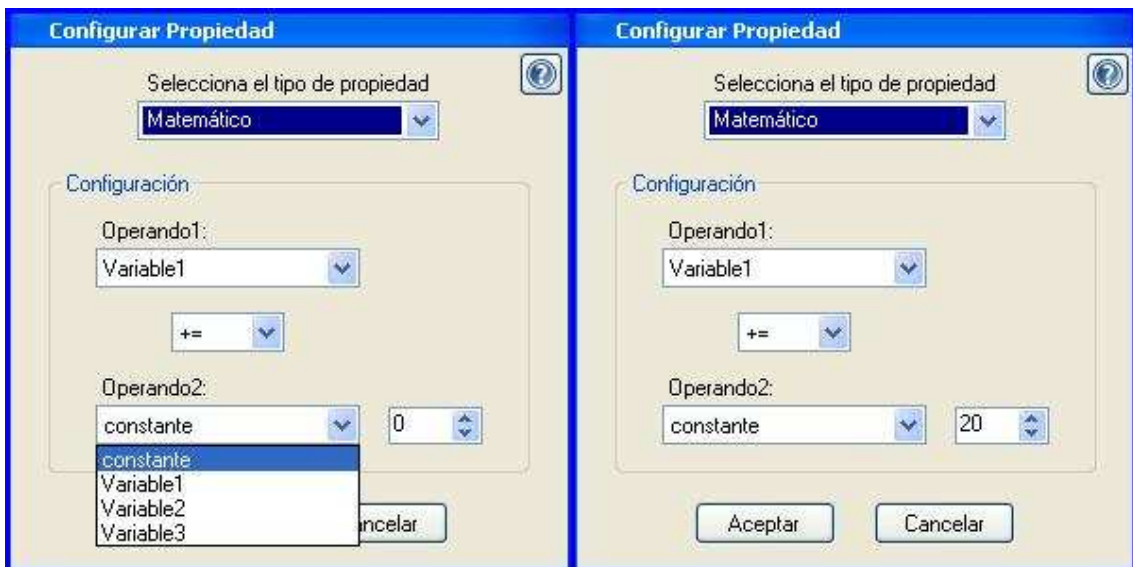 Configurar Propiedad
Selecciona el tipo de propiedad
Matemático
Configuración
Operando1:
Variable1
+=
Operando2:
constante 0
constante
Variable1
Variable2
Variable3
ncelar
Configurar Propiedad
Selecciona el tipo de propiedad
Matemático
Configuración
Operando1:
Variable1
+=
Operando2:
constante 20
Aceptar Cancelar